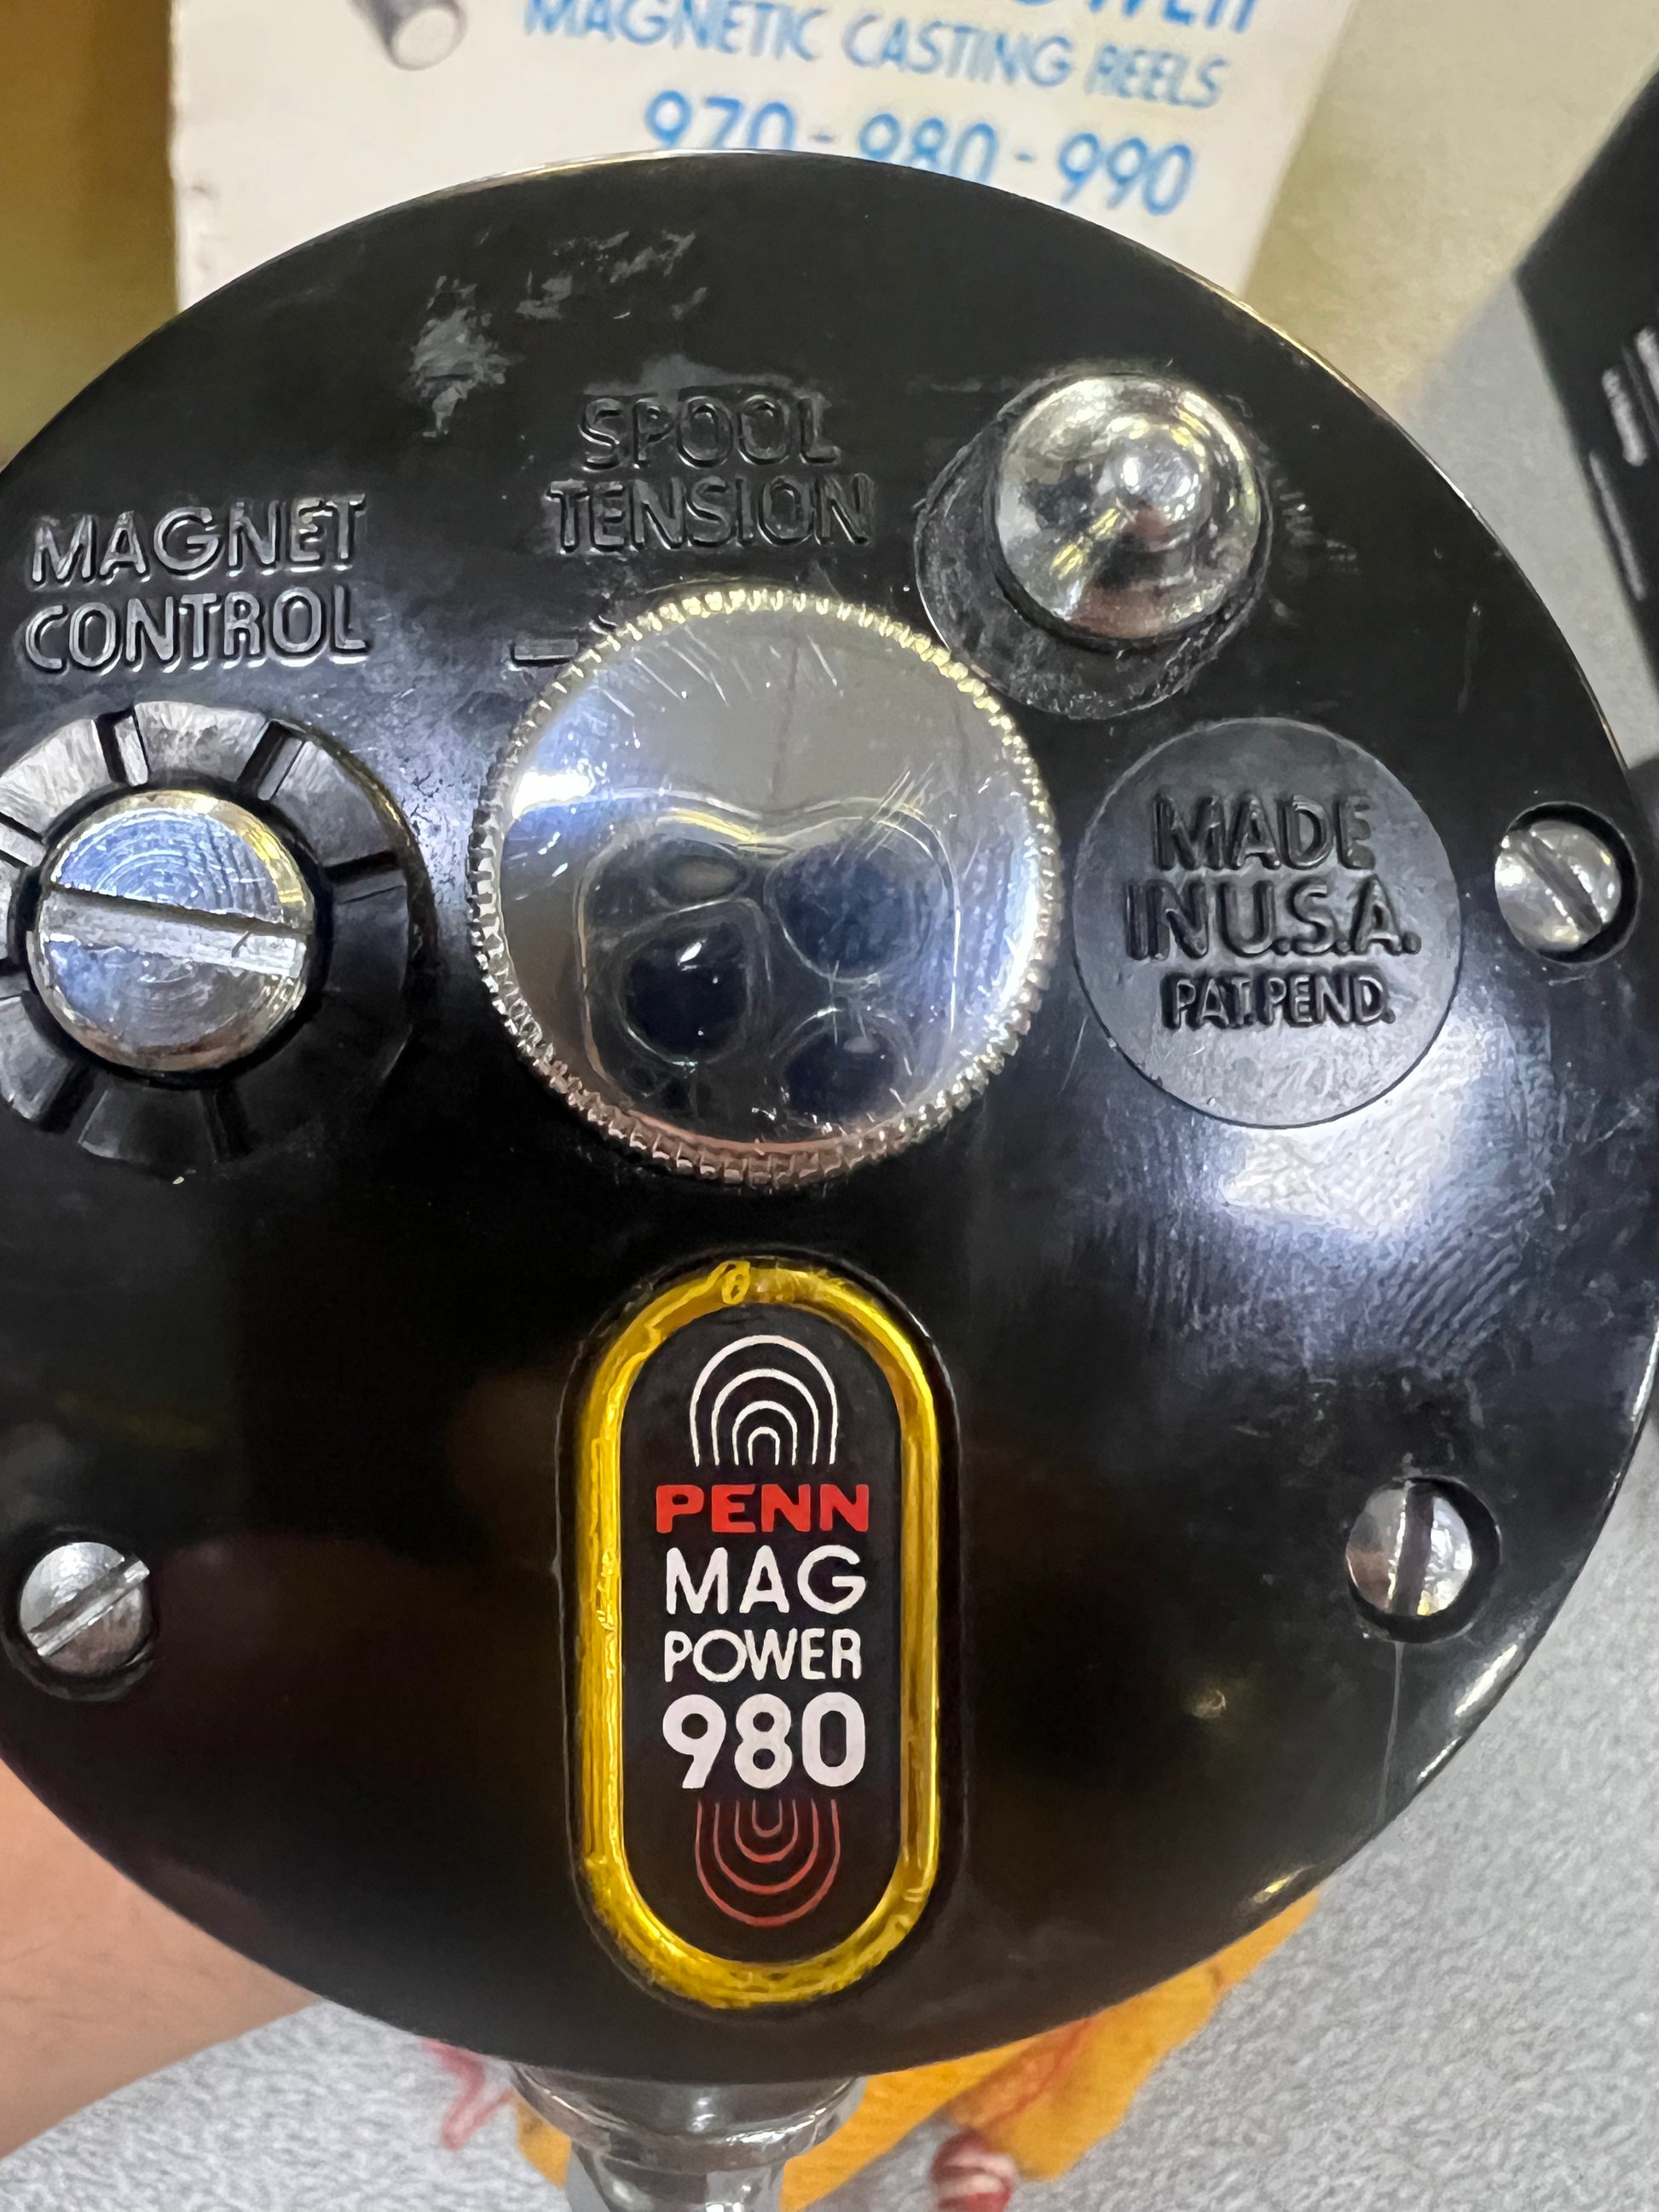 MAGNETIC CASTING REELS
970-980-990
SPOOL
TENSION
MAGNET
CONTROL
MADE
IN U.S.A.
PAT. PEND.
PENN
MAG
POWER
980